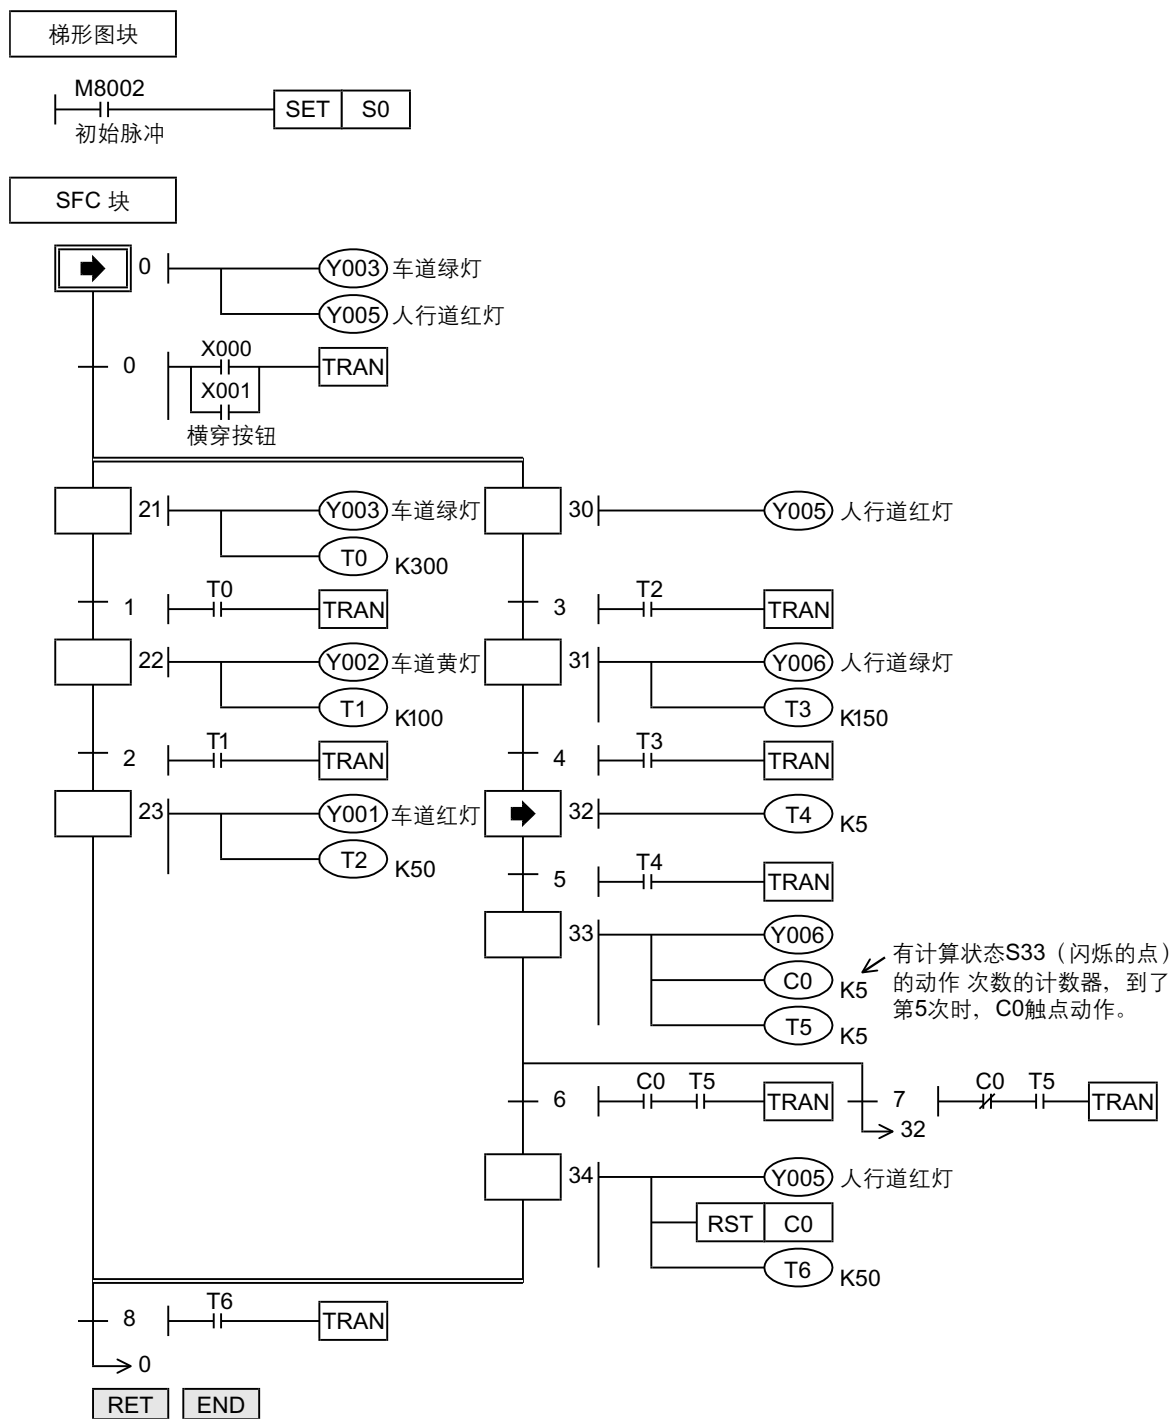 梯形图块
M8002
SET S0
初始脉冲
SFC 块
0 Y003 车道绿灯
Y005 人行道红灯
0 X000 TRAN
X001
横穿按钮
21 Y003 车道绿灯 30 Y005 人行道红灯
T0 K300
1 T0 TRAN 3 T2 TRAN
22 Y002 车道黄灯 31 Y006 人行道绿灯
T1 K100 T3 K150
2 T1 TRAN 4 T3 TRAN
23 Y001 车道红灯 32 T4 K5
T2 K50
5 T4 TRAN
33 Y006
C0 K5
T5 K5
有计算状态S33（闪烁的点）
的动作 次数的计数器，到了
第5次时，C0触点动作。
6 C0 T5 TRAN 7 C0 T5 TRAN
32
34 Y005 人行道红灯
RST C0
T6 K50
8 T6 TRAN
0
RET END